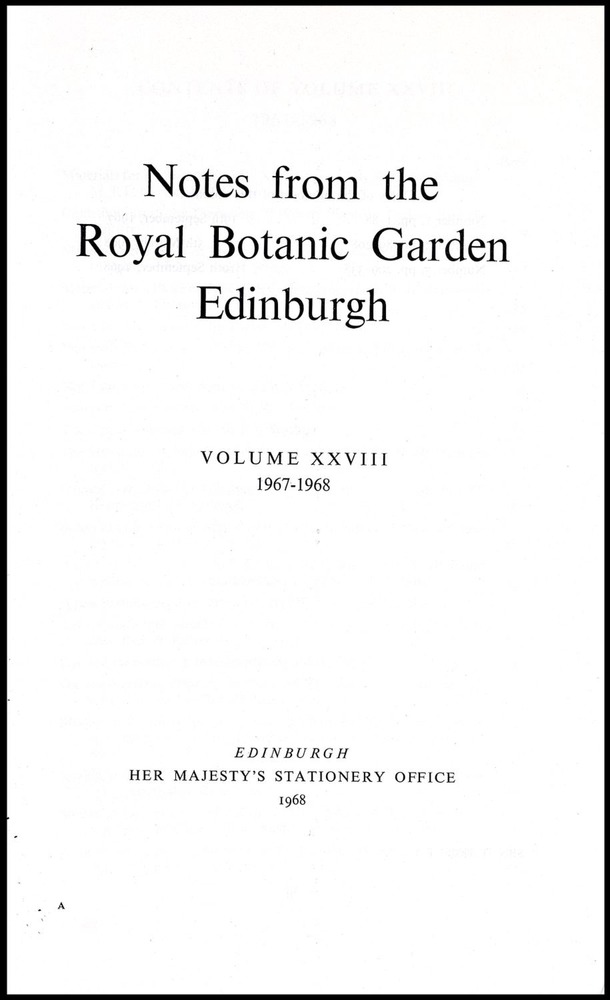 Notes from the
Royal Botanic Garden
Edinburgh
VOLUME XXVIII
1967-1968
EDINBURGH
HER MAJESTY'S STATIONERY OFFICE
1968
A